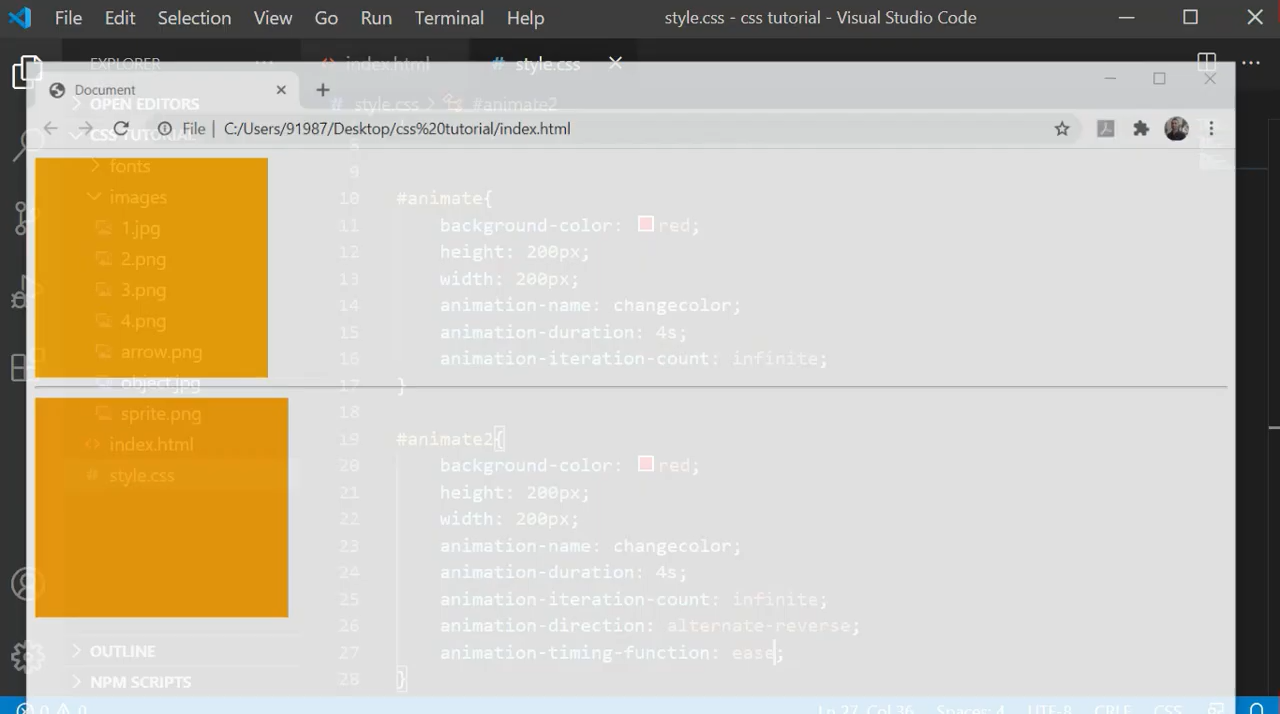 File Edit Selection View Go Run Terminal Help style.css - css tutorial - Visual Studio Code
EXPLORER
index.html
# style.css
Document
OPEN EDITORS
# style.css > #animate2
File | C:/Users/91987/Desktop/css%20tutorial/index.html
CSS TUTORIAL
fonts
images
1.jpg
2.png
3.png
4.png
arrow.png
object.jpg
sprite.png
<> index.html
# style.css
OUTLINE
NPM SCRIPTS
9
10 #animate{
11 background-color: red;
12 height: 200px;
13 width: 200px;
14 animation-name: changecolor;
15 animation-duration: 4s;
16 animation-iteration-count: infinite;
17 }
18
19 #animate2{
20 background-color: red;
21 height: 200px;
22 width: 200px;
23 animation-name: changecolor;
24 animation-duration: 4s;
25 animation-iteration-count: infinite;
26 animation-direction: alternate-reverse;
27 animation-timing-function: ease;
28 }
0 0 Ln 27, Col 36 Spaces: 4 UTF-8 CRLF CSS